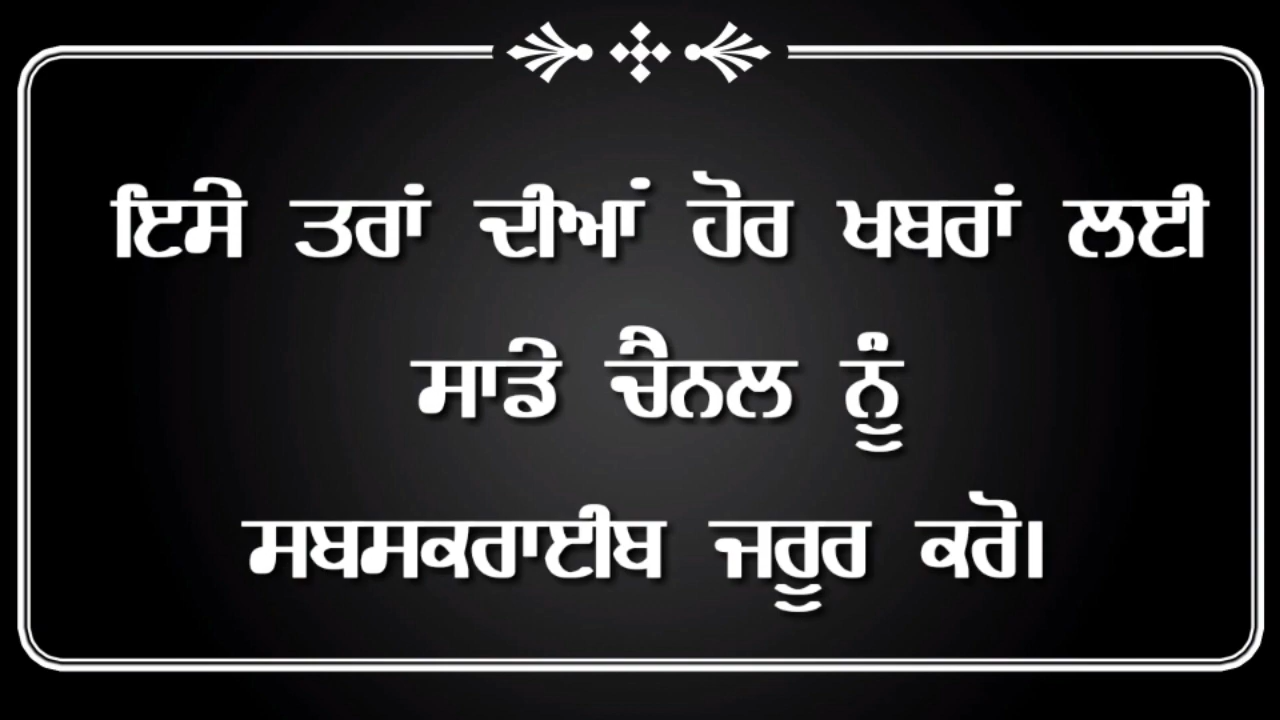 ਇਸੇ ਤਰਾਂ ਦੀਆਂ ਹੋਰ ਖਬਰਾਂ ਲਈ
ਸਾਡੇ ਚੈਨਲ ਨੂੰ
ਸਬਸਕਰਾਈਬ ਜਰੂਰ ਕਰੋ।